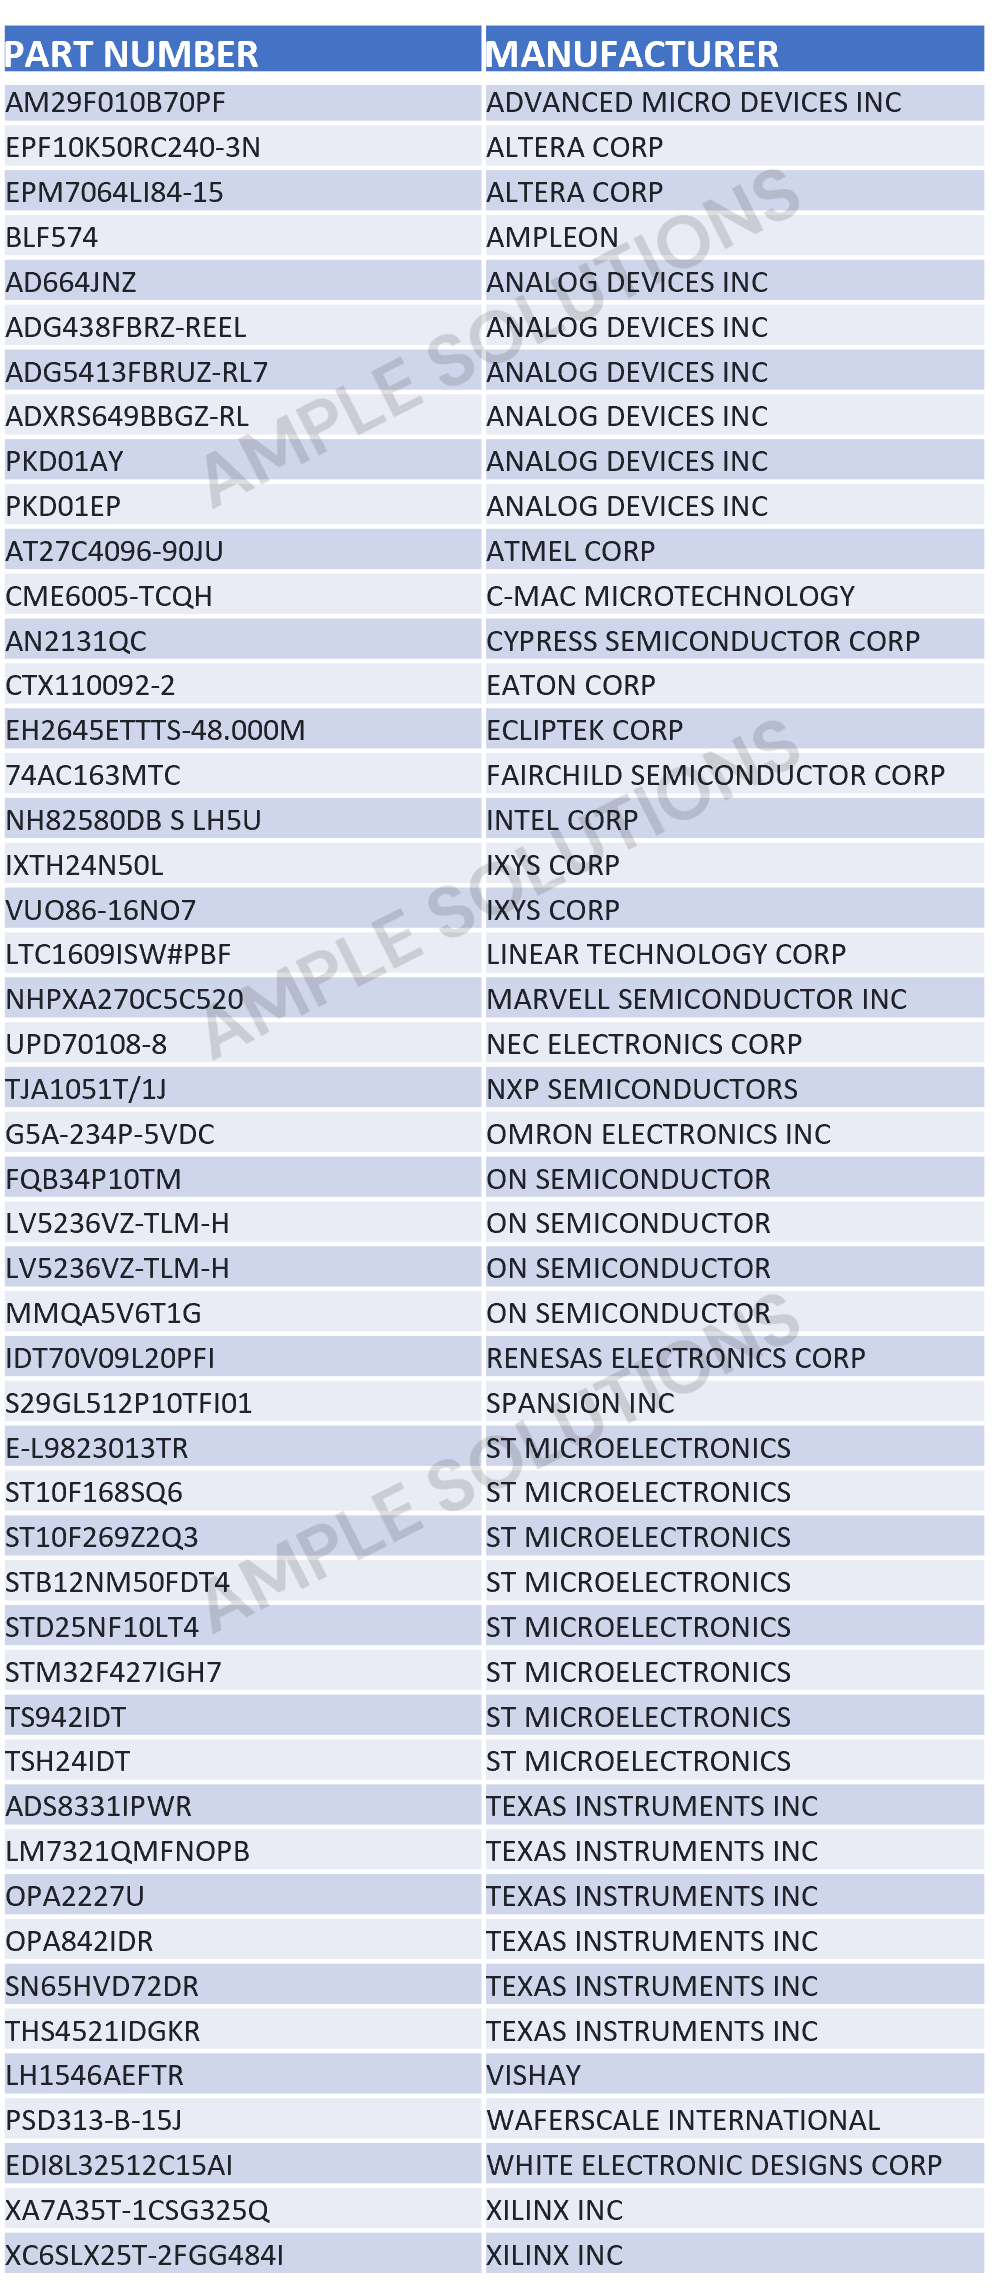 PART NUMBER MANUFACTURER
AM29F010B70PF ADVANCED MICRO DEVICES INC
EPF10K50RC240-3N ALTERA CORP
EPM7064LI84-15 ALTERA CORP
BLF574 AMPLEON
AD664JNZ ANALOG DEVICES INC
ADG438FBRZ-REEL ANALOG DEVICES INC
ADG5413FBRUZ-RL7 ANALOG DEVICES INC
ADXRS649BBGZ-RL ANALOG DEVICES INC
PKD01AY ANALOG DEVICES INC
PKD01EP ANALOG DEVICES INC
AT27C4096-90JU ATMEL CORP
CME6005-TCQH C-MAC MICROTECHNOLOGY
AN2131QC CYPRESS SEMICONDUCTOR CORP
CTX110092-2 EATON CORP
EH2645ETTTS-48.000M ECLIPTEK CORP
74AC163MTC FAIRCHILD SEMICONDUCTOR CORP
NH82580DB S LH5U INTEL CORP
IXTH24N50L IXYS CORP
VUO86-16NO7 IXYS CORP
LTC1609ISW#PBF LINEAR TECHNOLOGY CORP
NHPXA270C5C520 MARVELL SEMICONDUCTOR INC
UPD70108-8 NEC ELECTRONICS CORP
TJA1051T/1J NXP SEMICONDUCTORS
G5A-234P-5VDC OMRON ELECTRONICS INC
FQB34P10TM ON SEMICONDUCTOR
LV5236VZ-TLM-H ON SEMICONDUCTOR
LV5236VZ-TLM-H ON SEMICONDUCTOR
MMQA5V6T1G ON SEMICONDUCTOR
IDT70V09L20PFI RENESAS ELECTRONICS CORP
S29GL512P10TFI01 SPANSION INC
E-L9823013TR ST MICROELECTRONICS
ST10F168SQ6 ST MICROELECTRONICS
ST10F269Z2Q3 ST MICROELECTRONICS
STB12NM50FDT4 ST MICROELECTRONICS
STD25NF10LT4 ST MICROELECTRONICS
STM32F427IGH7 ST MICROELECTRONICS
TS942IDT ST MICROELECTRONICS
TSH24IDT ST MICROELECTRONICS
ADS8331IPWR TEXAS INSTRUMENTS INC
LM7321QMFNOPB TEXAS INSTRUMENTS INC
OPA2227U TEXAS INSTRUMENTS INC
OPA842IDR TEXAS INSTRUMENTS INC
SN65HVD72DR TEXAS INSTRUMENTS INC
THS4521IDGKR TEXAS INSTRUMENTS INC
LH1546AEFTR VISHAY
PSD313-B-15J WAFERSCALE INTERNATIONAL
EDI8L32512C15AI WHITE ELECTRONIC DESIGNS CORP
XA7A35T-1CSG325Q XILINX INC
XC6SLX25T-2FGG484I XILINX INC
AMPLE SOLUTIONS
AMPLE SOLUTIONS
AMPLE SOLUTIONS